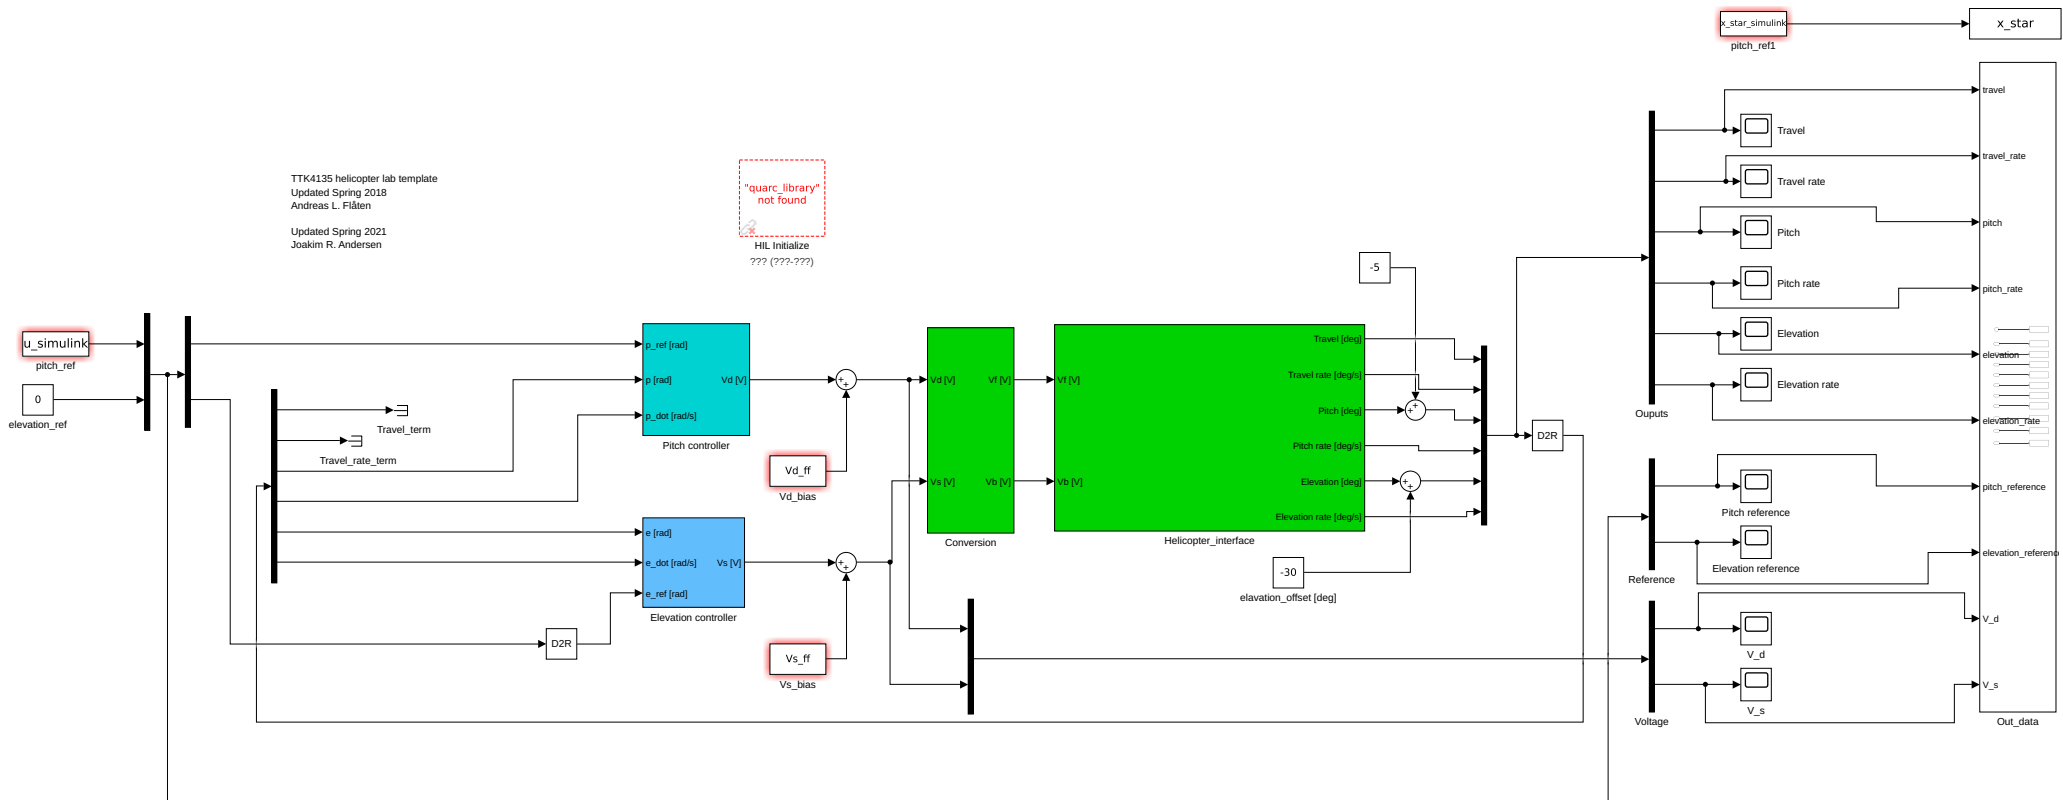 x_star_simulink
pitch_ref1
x_star
TTK4135 helicopter lab template
Updated Spring 2018
Andreas L. Flåten
Updated Spring 2021
Joakim R. Andersen
"quarc_library"
not found
HIL Initialize
??? (???-???)
u_simulink
pitch_ref
0
elevation_ref
Travel_term
Travel_rate_term
p_ref [rad]
p [rad]
p_dot [rad/s]
Vd [V]
Pitch controller
e [rad]
e_dot [rad/s]
e_ref [rad]
Vs [V]
Elevation controller
D2R
+
+
Vd_ff
Vd_bias
+
+
Vs_ff
Vs_bias
Vd [V]
Vs [V]
Vf [V]
Vb [V]
Conversion
Vf [V]
Vb [V]
Travel [deg]
Travel rate [deg/s]
Pitch [deg]
Pitch rate [deg/s]
Elevation [deg]
Elevation rate [deg/s]
Helicopter_interface
-5
+
+
+
+
-30
elavation_offset [deg]
D2R
Ouputs
Travel
Travel rate
Pitch
Pitch rate
Elevation
Elevation rate
Reference
Pitch reference
Elevation reference
Voltage
V_d
V_s
travel
travel_rate
pitch
pitch_rate
elevation
elevation_rate
pitch_reference
elevation_referenc
V_d
V_s
Out_data